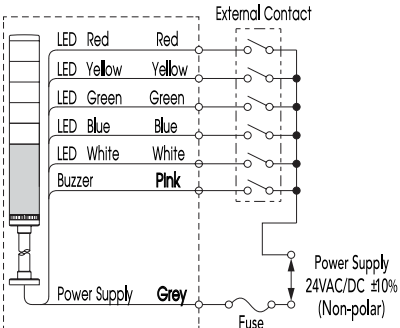 External Contact
LED Red Red
LED Yellow Yellow
LED Green Green
LED Blue Blue
LED White White
Buzzer Pink
Power Supply Grey
Fuse
Power Supply
24VAC/DC ±10%
(Non-polar)